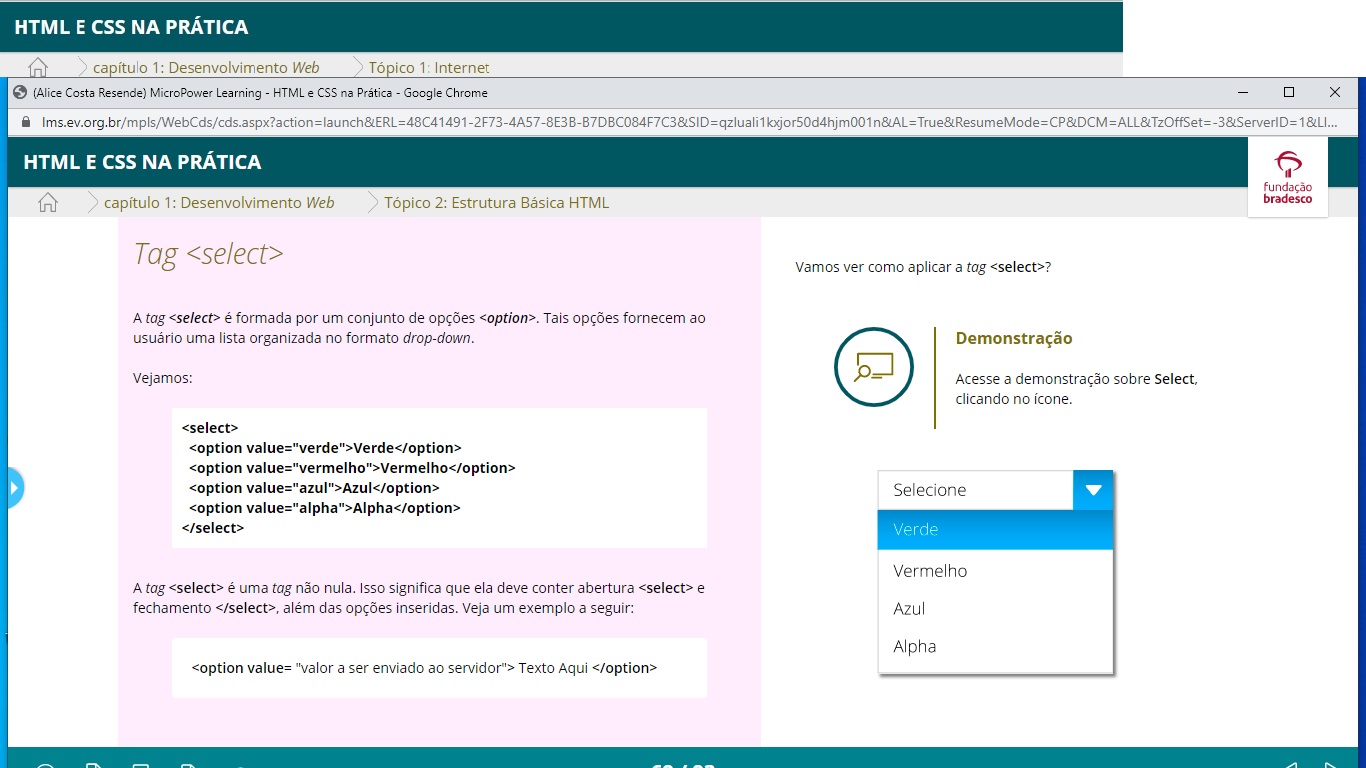 HTML E CSS NA PRÁTICA
capítulo 1: Desenvolvimento Web
Tópico 1: Internet
(Alice Costa Resende) MicroPower Learning - HTML e CSS na Prática - Google Chrome
lms.ev.org.br/mpls/WebCds/cds.aspx?action=launch&ERL=48C41491-2F73-4A57-8E3B-B7DBC084F7C3&SID=qzluali1kxjor50d4hjm001n&AL=True&ResumeMode=CP&DCM=ALL&TzOffSet=-3&ServerID=1&LI...
HTML E CSS NA PRÁTICA
fundação
bradesco
capítulo 1: Desenvolvimento Web
Tópico 2: Estrutura Básica HTML
Tag <select>
A tag <select> é formada por um conjunto de opções <option>. Tais opções fornecem ao
usuário uma lista organizada no formato drop-down.
Vejamos:
<select>
<option value="verde">Verde</option>
<option value="vermelho">Vermelho</option>
<option value="azul">Azul</option>
<option value="alpha">Alpha</option>
</select>
A tag <select> é uma tag não nula. Isso significa que ela deve conter abertura <select> e
fechamento </select>, além das opções inseridas. Veja um exemplo a seguir:
<option value= "valor a ser enviado ao servidor"> Texto Aqui </option>
Vamos ver como aplicar a tag <select>?
Demonstração
Acesse a demonstração sobre Select,
clicando no ícone.
Selecione
Verde
Vermelho
Azul
Alpha